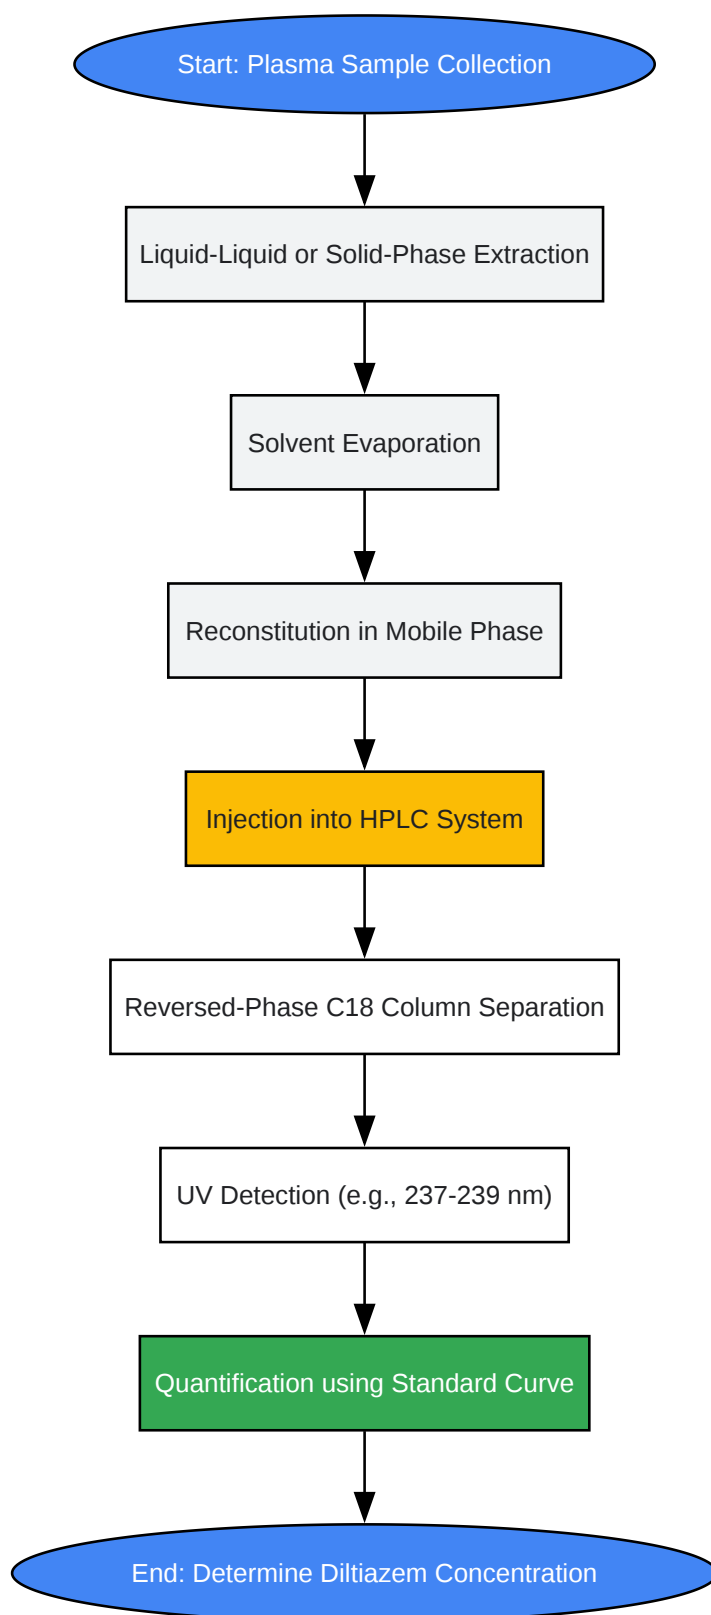 Start: Plasma Sample Collection
Liquid-Liquid or Solid-Phase Extraction
Solvent Evaporation
Reconstitution in Mobile Phase
Injection into HPLC System
Reversed-Phase C18 Column Separation
UV Detection (e.g., 237-239 nm)
Quantification using Standard Curve
End: Determine Diltiazem Concentration